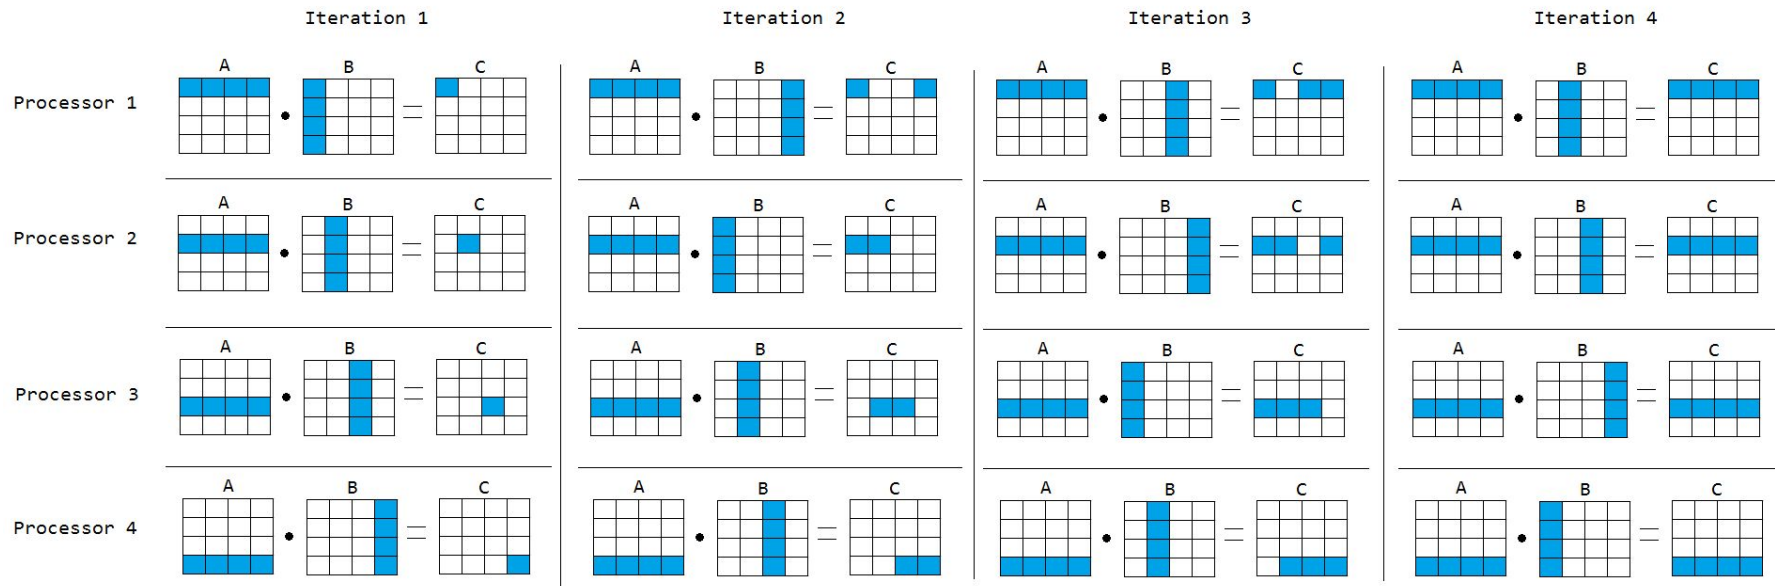 Iteration 1 Iteration 2 Iteration 3 Iteration 4
A B C A B C A B C A B C
Processor 1 • = • = • = • =
A B C A B C A B C A B C
Processor 2 • = • = • = • =
A B C A B C A B C A B C
Processor 3 • = • = • = • =
A B C A B C A B C A B C
Processor 4 • = • = • = • =